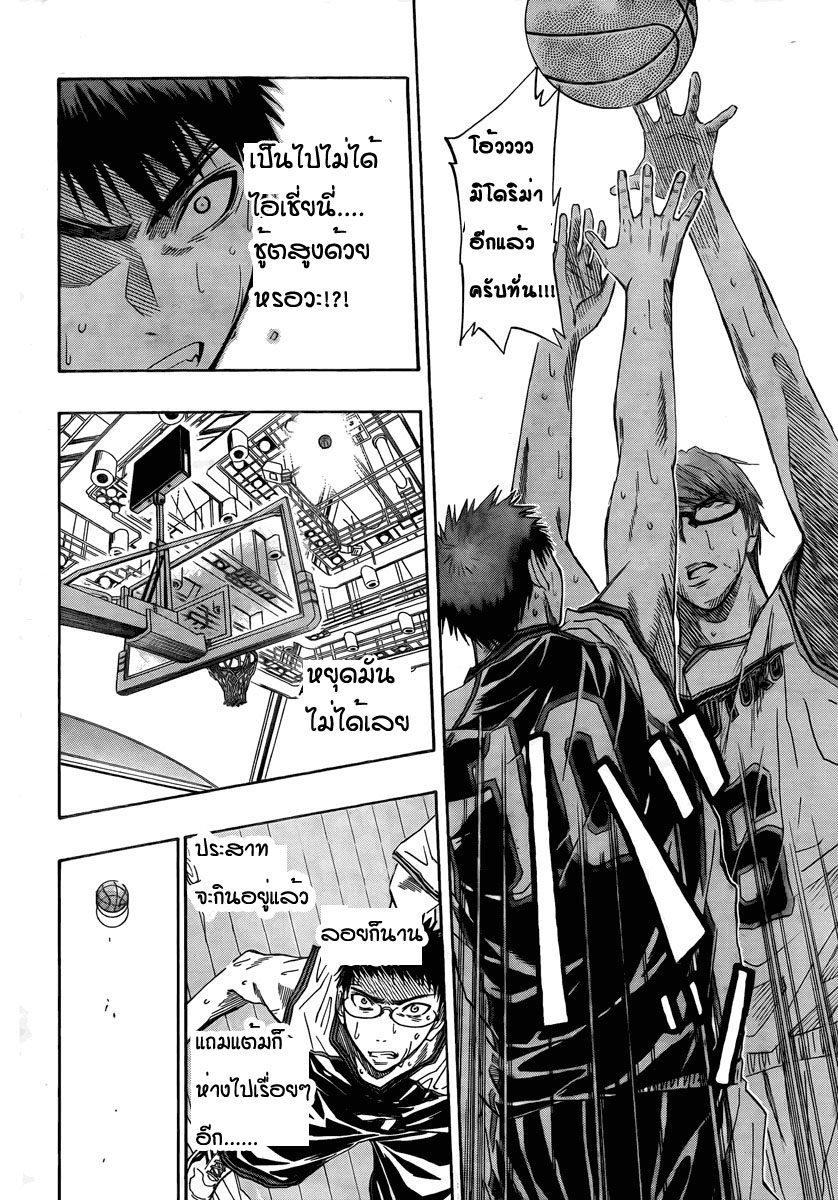 โอ้วววว
มิโดริม่า
อีกแล้ว
ครับทั่น!!!
เป็นไปไม่ได้
ไอ้เชี่ยนี่....
ชู้ตสูงด้วย
หรอวะ!?!
หยุดมัน
ไม่ได้เลย
ประสาท
จะกินอยู่แล้ว
ลอยก็นาน
แถมแต้มก็
ห่างไปเรื่อยๆ
อีก......